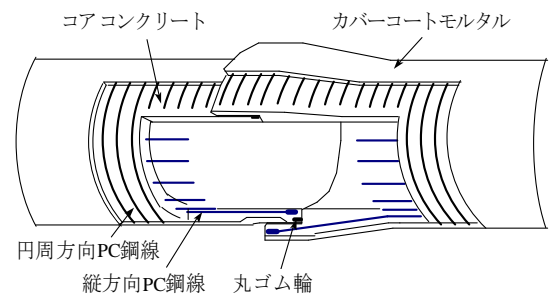 コア コンクリート
カバーコートモルタル
円周方向PC鋼線
縦方向PC鋼線
丸ゴム輪